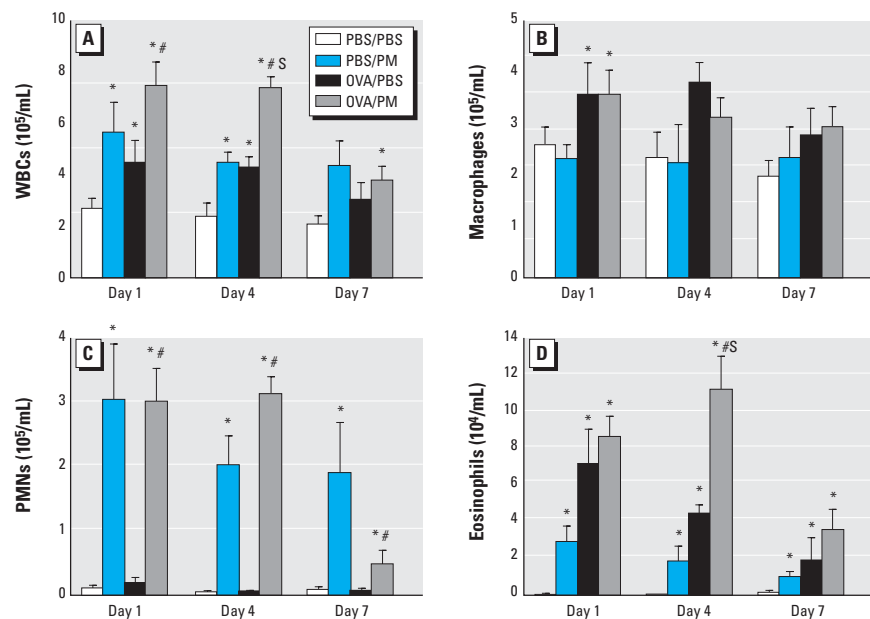 A
WBCs (10⁵/mL)
10
8
6
4
2
0
* # 
* 
* 
* # S
* * 
* 
Day 1 Day 4 Day 7
PBS/PBS
PBS/PM
OVA/PBS
OVA/PM
B
Macrophages (10⁵/mL)
5
4
3
2
1
0
* * 
Day 1 Day 4 Day 7
C
PMNs (10⁵/mL)
4
3
2
1
0
* 
* # 
* 
* # 
* 
* # 
Day 1 Day 4 Day 7
D
Eosinophils (10⁴/mL)
14
12
10
8
6
4
2
0
* 
* 
* 
* 
* 
* #S
* 
* 
* 
Day 1 Day 4 Day 7